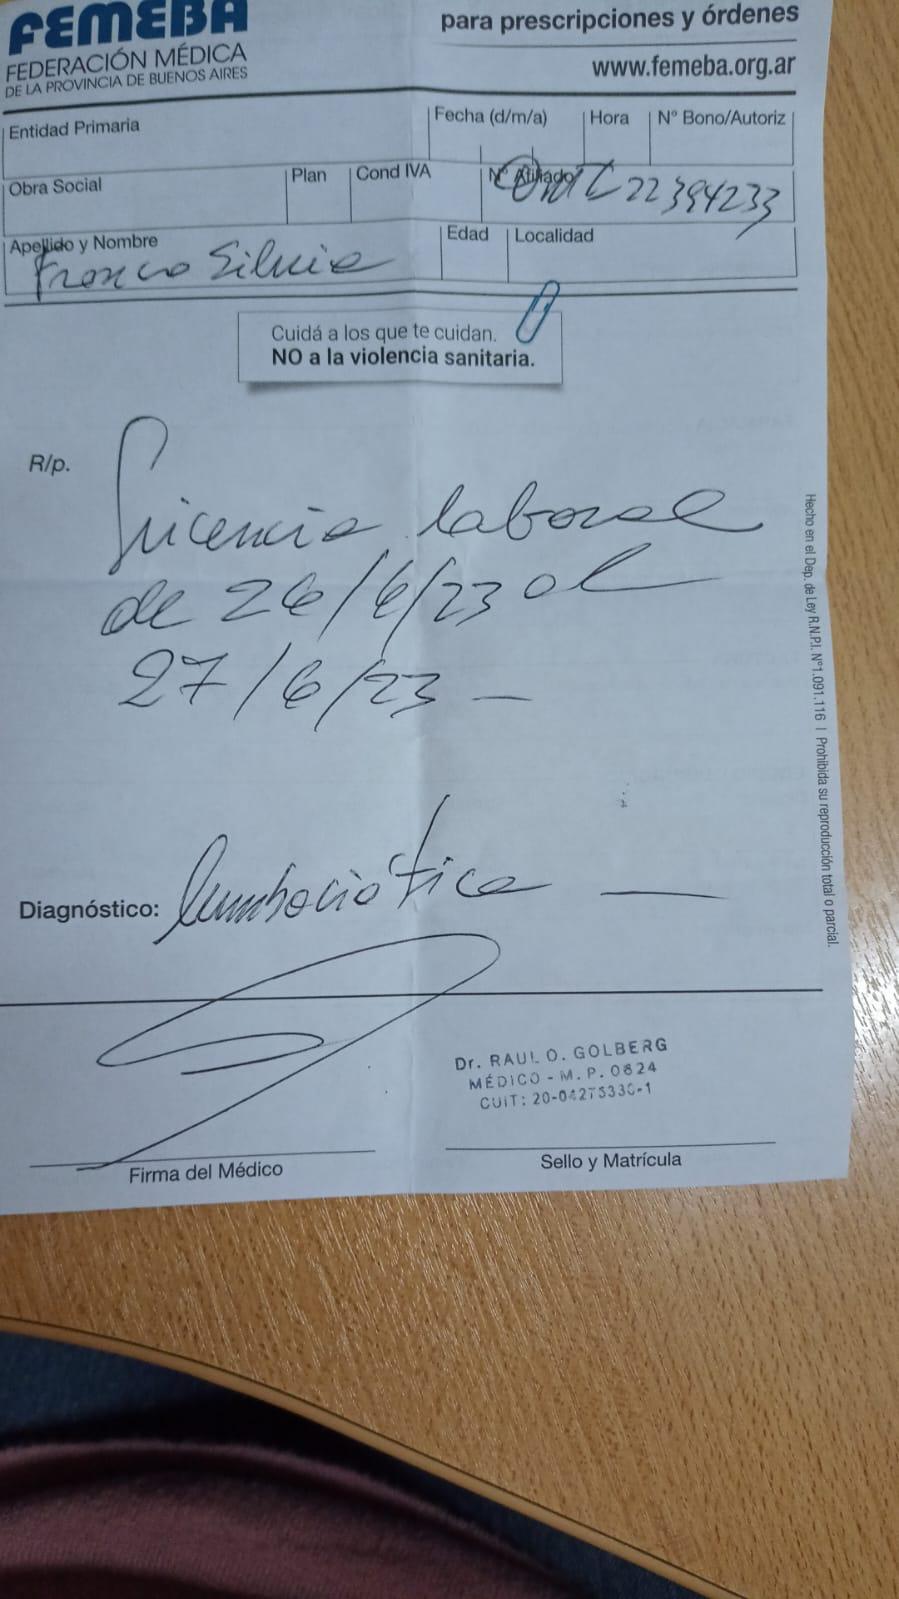 FEMEBA
FEDERACIÓN MÉDICA
DE LA PROVINCIA DE BUENOS AIRES
para prescripciones y órdenes
www.femeba.org.ar
Entidad Primaria
Fecha (d/m/a)
Hora
N° Bono/Autoriz
Obra Social
Plan
Cond IVA
N° Afiliado
22394233
Apellido y Nombre
Franco Silvia
Edad
Localidad
Cuidá a los que te cuidan.
NO a la violencia sanitaria.
R/p.
Licencia laboral
de 26/6/23 al
27/6/23 —
Diagnóstico: lumbociática —
Dr. RAUL O. GOLBERG
MÉDICO - M. P. 0824
CUIT: 20-
Firma del Médico
Sello y Matrícula
Hecho en el Dep. de Ley R.N.P.I. N°1.091.116 | Prohibida su reproducción total o parcial.